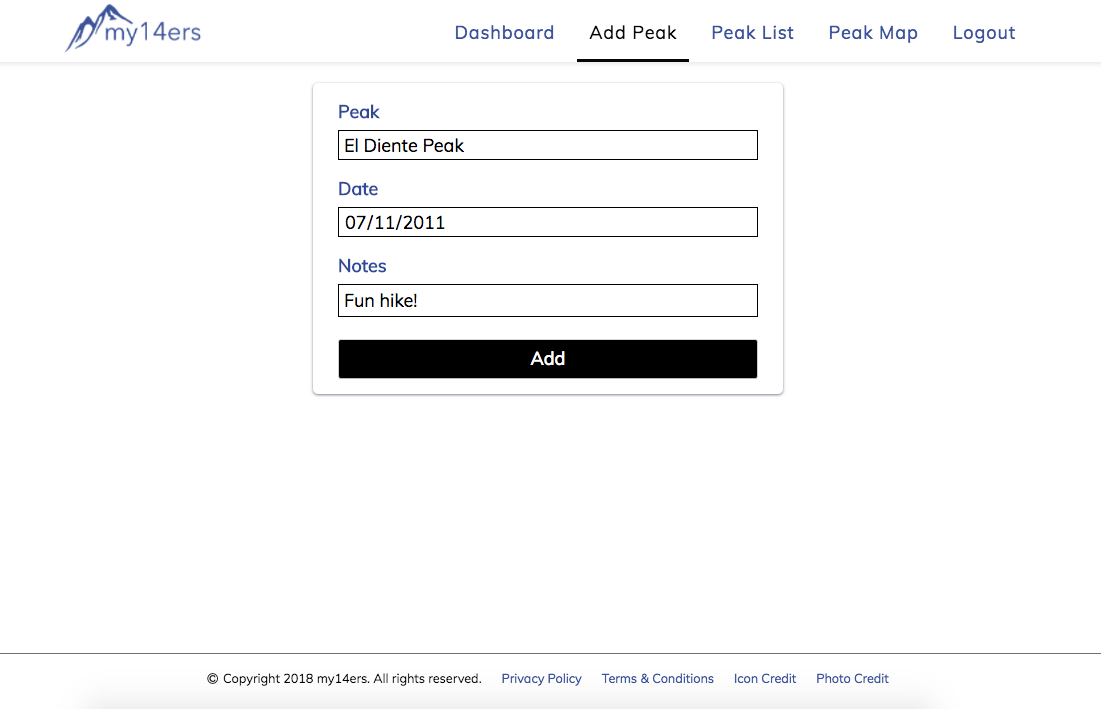 my14ers Dashboard Add Peak Peak List Peak Map Logout
Peak
El Diente Peak
Date
07/11/2011
Notes
Fun hike!
Add
© Copyright 2018 my14ers. All rights reserved. Privacy Policy Terms & Conditions Icon Credit Photo Credit